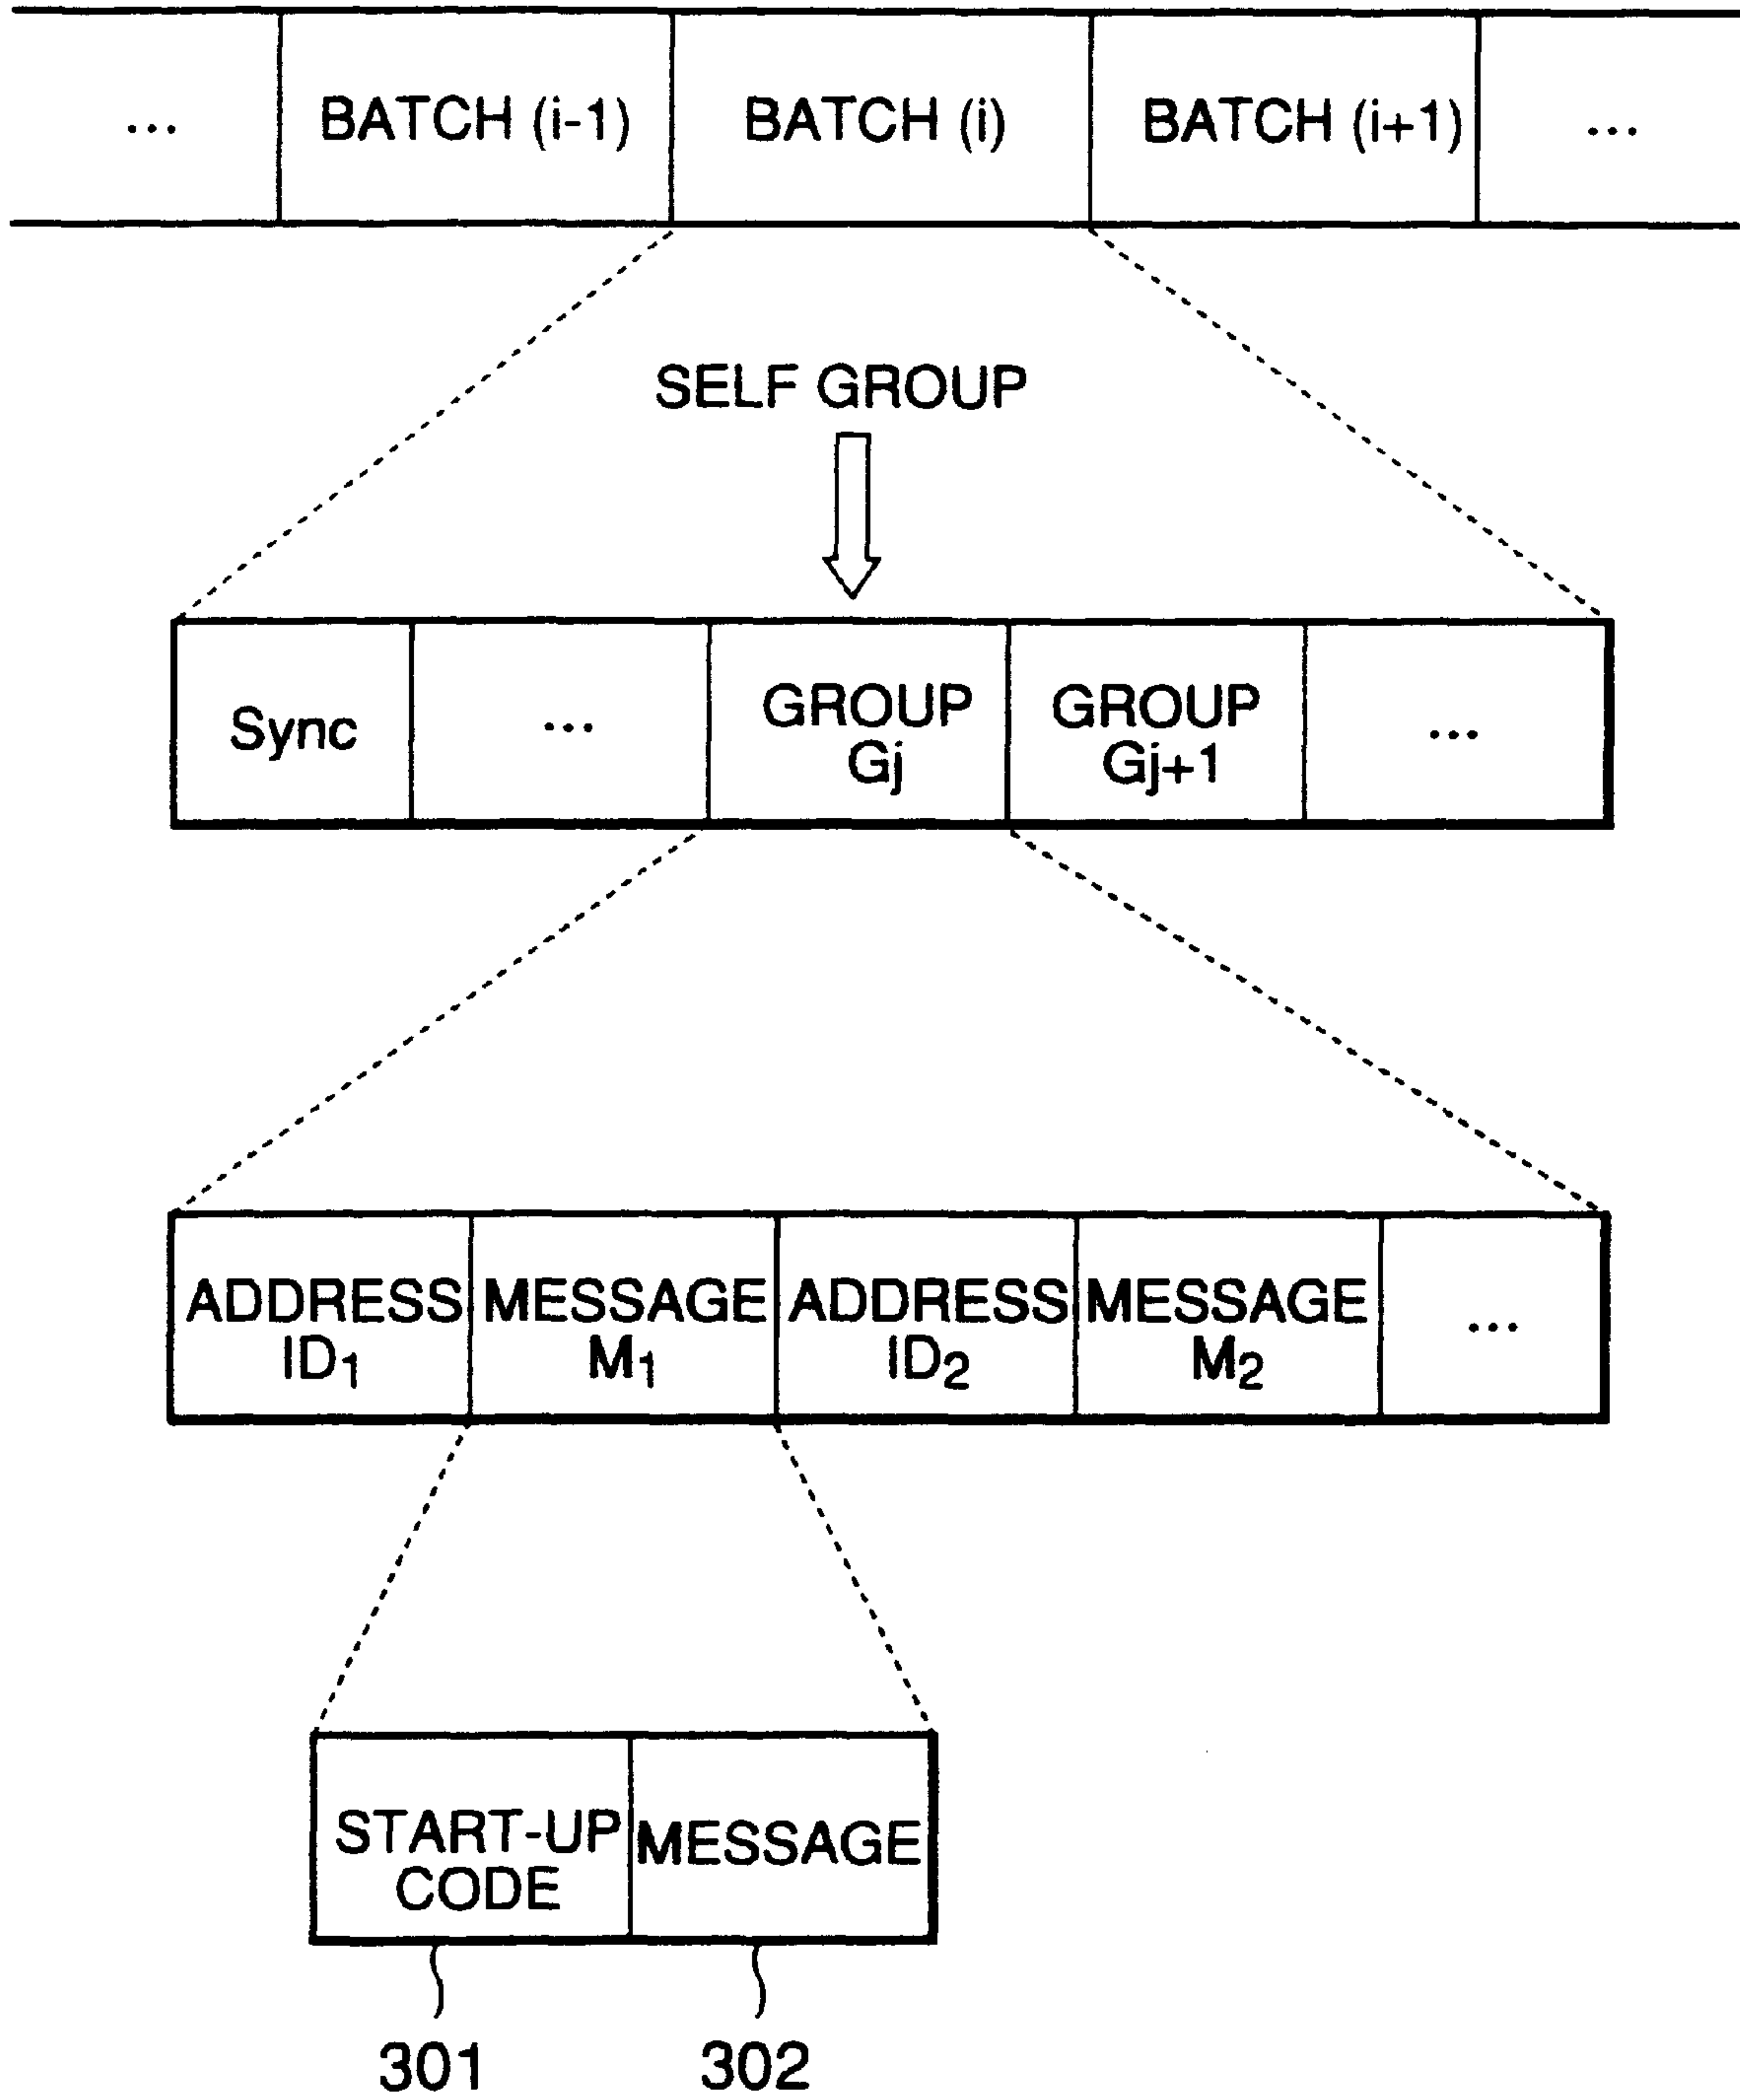 ... BATCH (i-1) BATCH (i) BATCH (i+1) ...
SELF GROUP
Sync ... GROUP Gj GROUP Gj+1 ...
ADDRESS ID1 MESSAGE M1 ADDRESS ID2 MESSAGE M2 ...
START-UP CODE MESSAGE
301 302